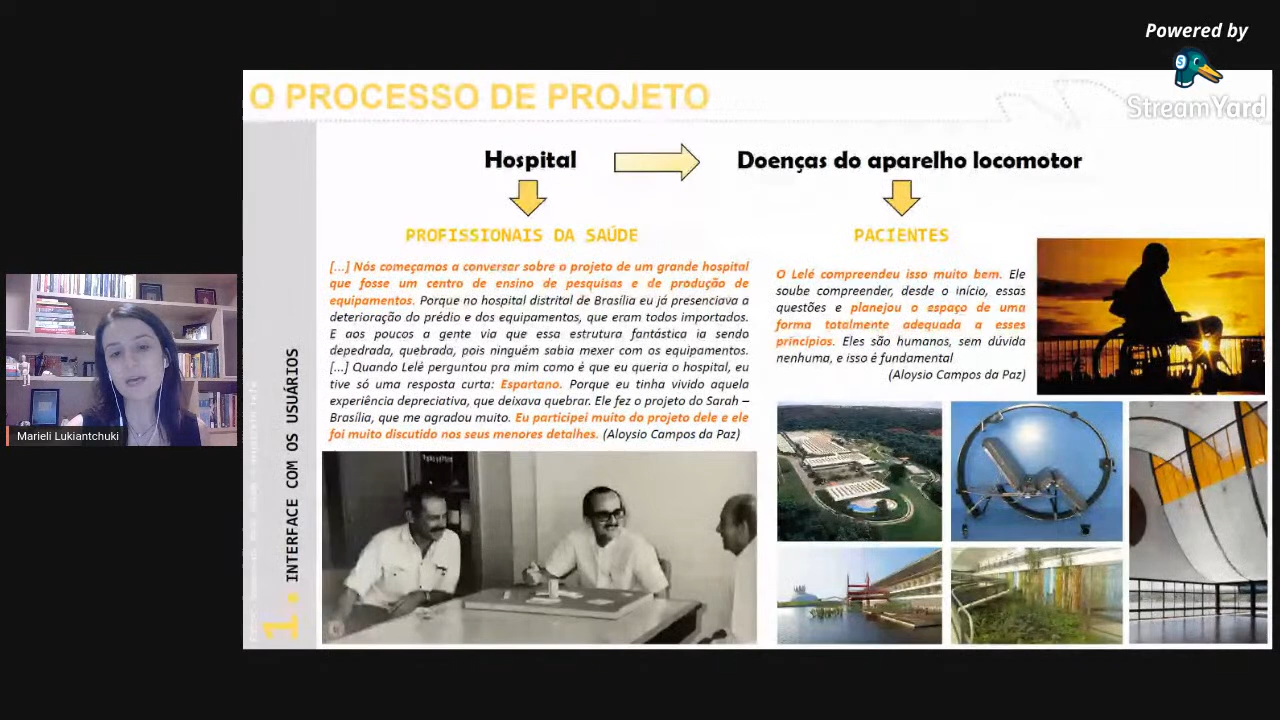 Powered by
StreamYard
O PROCESSO DE PROJETO
Hospital
Doenças do aparelho locomotor
PROFISSIONAIS DA SAÚDE
[...] Nós começamos a conversar sobre o projeto de um grande hospital
que fosse um centro de ensino de pesquisas e de produção de
equipamentos. Porque no hospital distrital de Brasília eu já presenciava a
deterioração do prédio e dos equipamentos, que eram todos importados.
E aos poucos a gente via que essa estrutura fantástica ia sendo
depedrada, quebrada, pois ninguém sabia mexer com os equipamentos.
[...] Quando Lelé perguntou pra mim como é que eu queria o hospital, eu
tive só uma resposta curta: Espartano. Porque eu tinha vivido aquela
experiência depreciativa, que deixava quebrar. Ele fez o projeto do Sarah –
Brasília, que me agradou muito. Eu participei muito do projeto dele e ele
foi muito discutido nos seus menores detalhes. (Aloysio Campos da Paz)
PACIENTES
O Lelé compreendeu isso muito bem. Ele
soube compreender, desde o início, essas
questões e planejou o espaço de uma
forma totalmente adequada a esses
princípios. Eles são humanos, sem dúvida
nenhuma, e isso é fundamental
(Aloysio Campos da Paz)
1. INTERFACE COM OS USUÁRIOS
Marieli Lukiantchuki